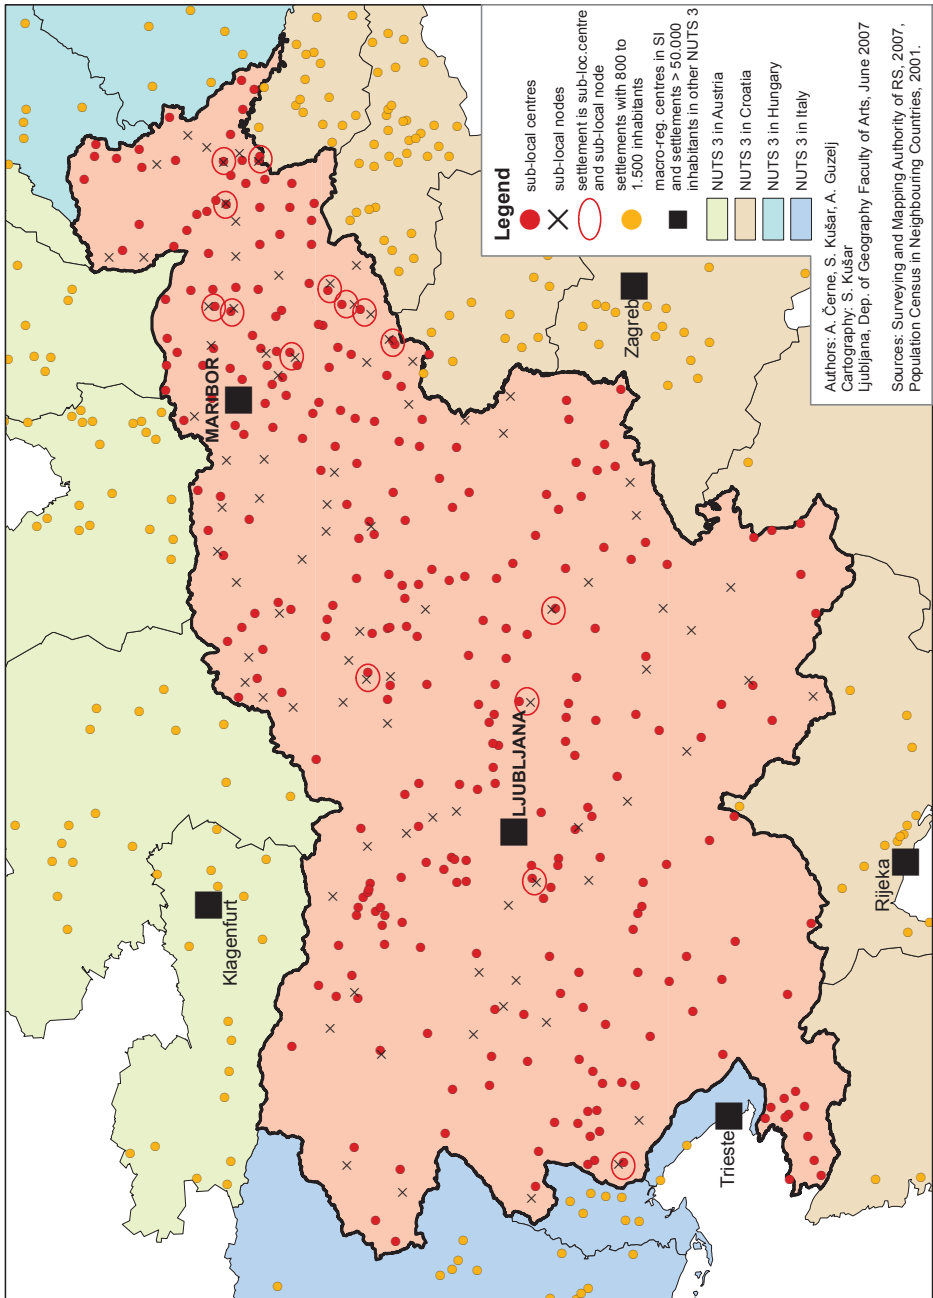 MARIBOR
LJUBLJANA
Klagenfurt
Zagreb
Rijeka
Trieste
Legend
sub-local centres
sub-local nodes
settlement is sub-loc.centre
and sub-local node
settlements with 800 to
1.500 inhabitants
macro-reg. centres in SI
and settlements > 50.000
inhabitants in other NUTS 3
NUTS 3 in Austria
NUTS 3 in Croatia
NUTS 3 in Hungary
NUTS 3 in Italy
Authors: A. Černe, S. Kušar, A. Guzelj
Cartography: S. Kušar
Ljubljana, Dep. of Geography Faculty of Arts, June 2007
Sources: Surveying and Mapping Authority of RS, 2007,
Population Census in Neighbouring Countries, 2001.